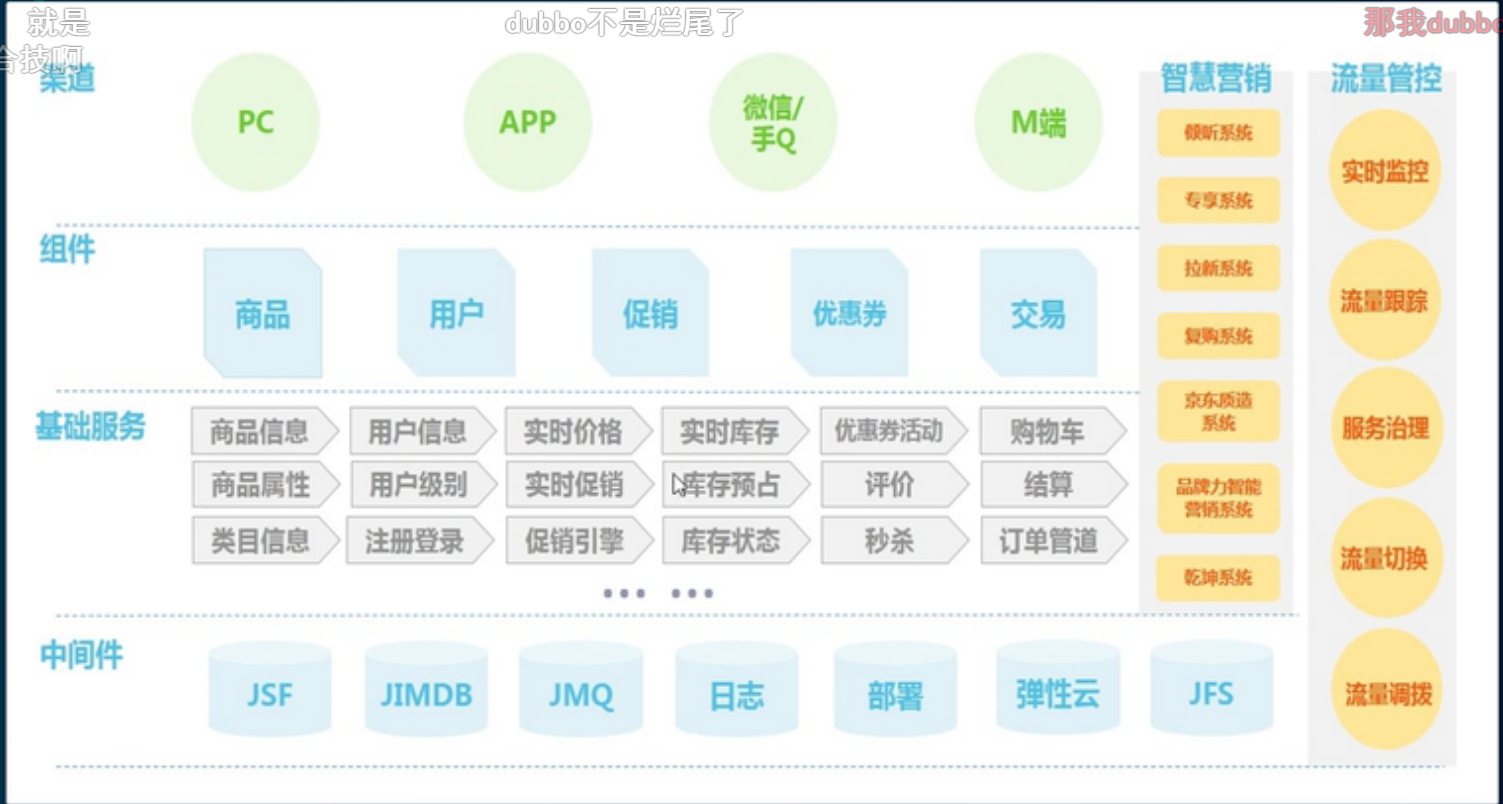 就是
dubbo不是烂尾了
那我dubbo
合技啊
渠道
PC
APP
微信/
手Q
M端
组件
商品
用户
促销
优惠券
交易
基础服务
商品信息
用户信息
实时价格
实时库存
优惠券活动
购物车
商品属性
用户级别
实时促销
库存预占
评价
结算
类目信息
注册登录
促销引擎
库存状态
秒杀
订单管道
••• •••
中间件
JSF
JIMDB
JMQ
日志
部署
弹性云
JFS
智慧营销
倾听系统
专享系统
拉新系统
复购系统
京东质造
系统
品牌力智能
营销系统
乾坤系统
流量管控
实时监控
流量跟踪
服务治理
流量切换
流量调拨